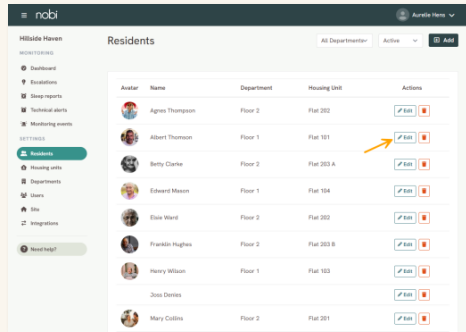 nobi
Aurelie Hens
Hillside Haven
MONITORING
Dashboard
Escalations
Sleep reports
Technical alerts
Monitoring events
SETTINGS
Residents
Housing units
Departments
Users
Site
Integrations
Need help?
Residents
All Departments
Active
Add
Avatar Name Department Housing Unit Actions
Agnes Thompson Floor 2 Flat 202 Edit
Albert Thomson Floor 1 Flat 101 Edit
Betty Clarke Floor 2 Flat 203 A Edit
Edward Mason Floor 1 Flat 104 Edit
Elsie Ward Floor 2 Flat 202 Edit
Franklin Hughes Floor 2 Flat 203 B Edit
Henry Wilson Floor 1 Flat 103 Edit
Joss Denies Edit
Mary Collins Floor 2 Flat 201 Edit